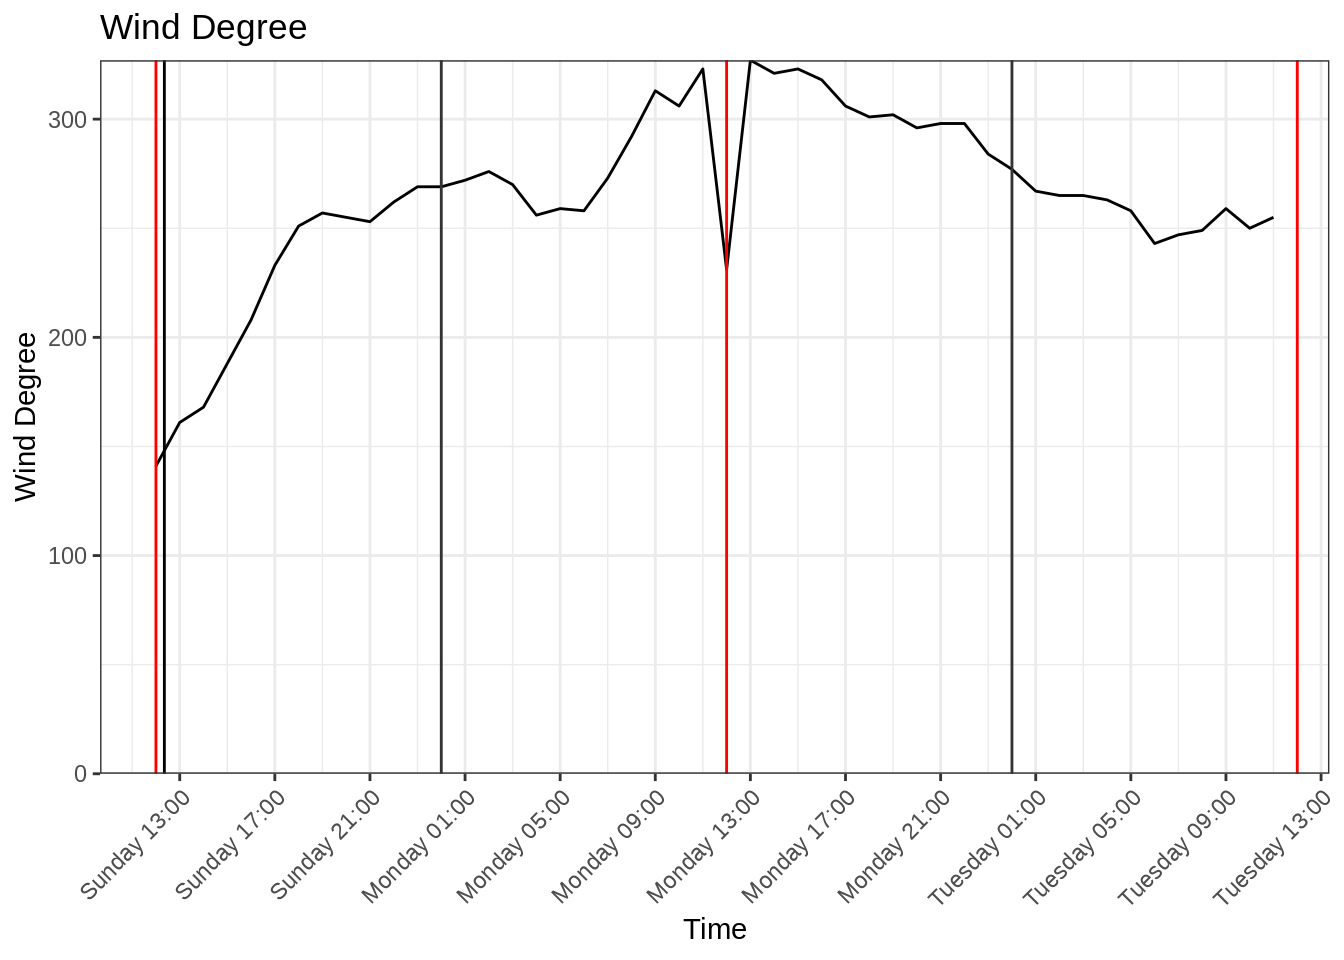 Wind Degree
Wind Degree
300
200
100
0
Sunday 13:00
Sunday 17:00
Sunday 21:00
Monday 01:00
Monday 05:00
Monday 09:00
Monday 13:00
Monday 17:00
Monday 21:00
Tuesday 01:00
Tuesday 05:00
Tuesday 09:00
Tuesday 13:00
Time